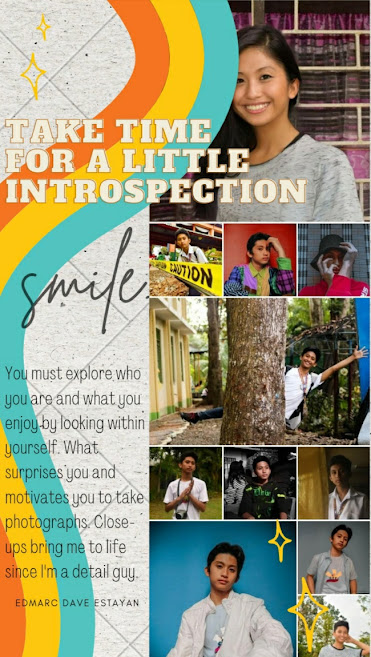 TAKE TIME
FOR A LITTLE
INTROSPECTION
smile
You must explore who
you are and what you
enjoy by looking within
yourself. What
surprises you and
motivates you to take
photographs. Close-
ups bring me to life
since I'm a detail guy.
EDMARC DAVE ESTAYAN
CAUTION